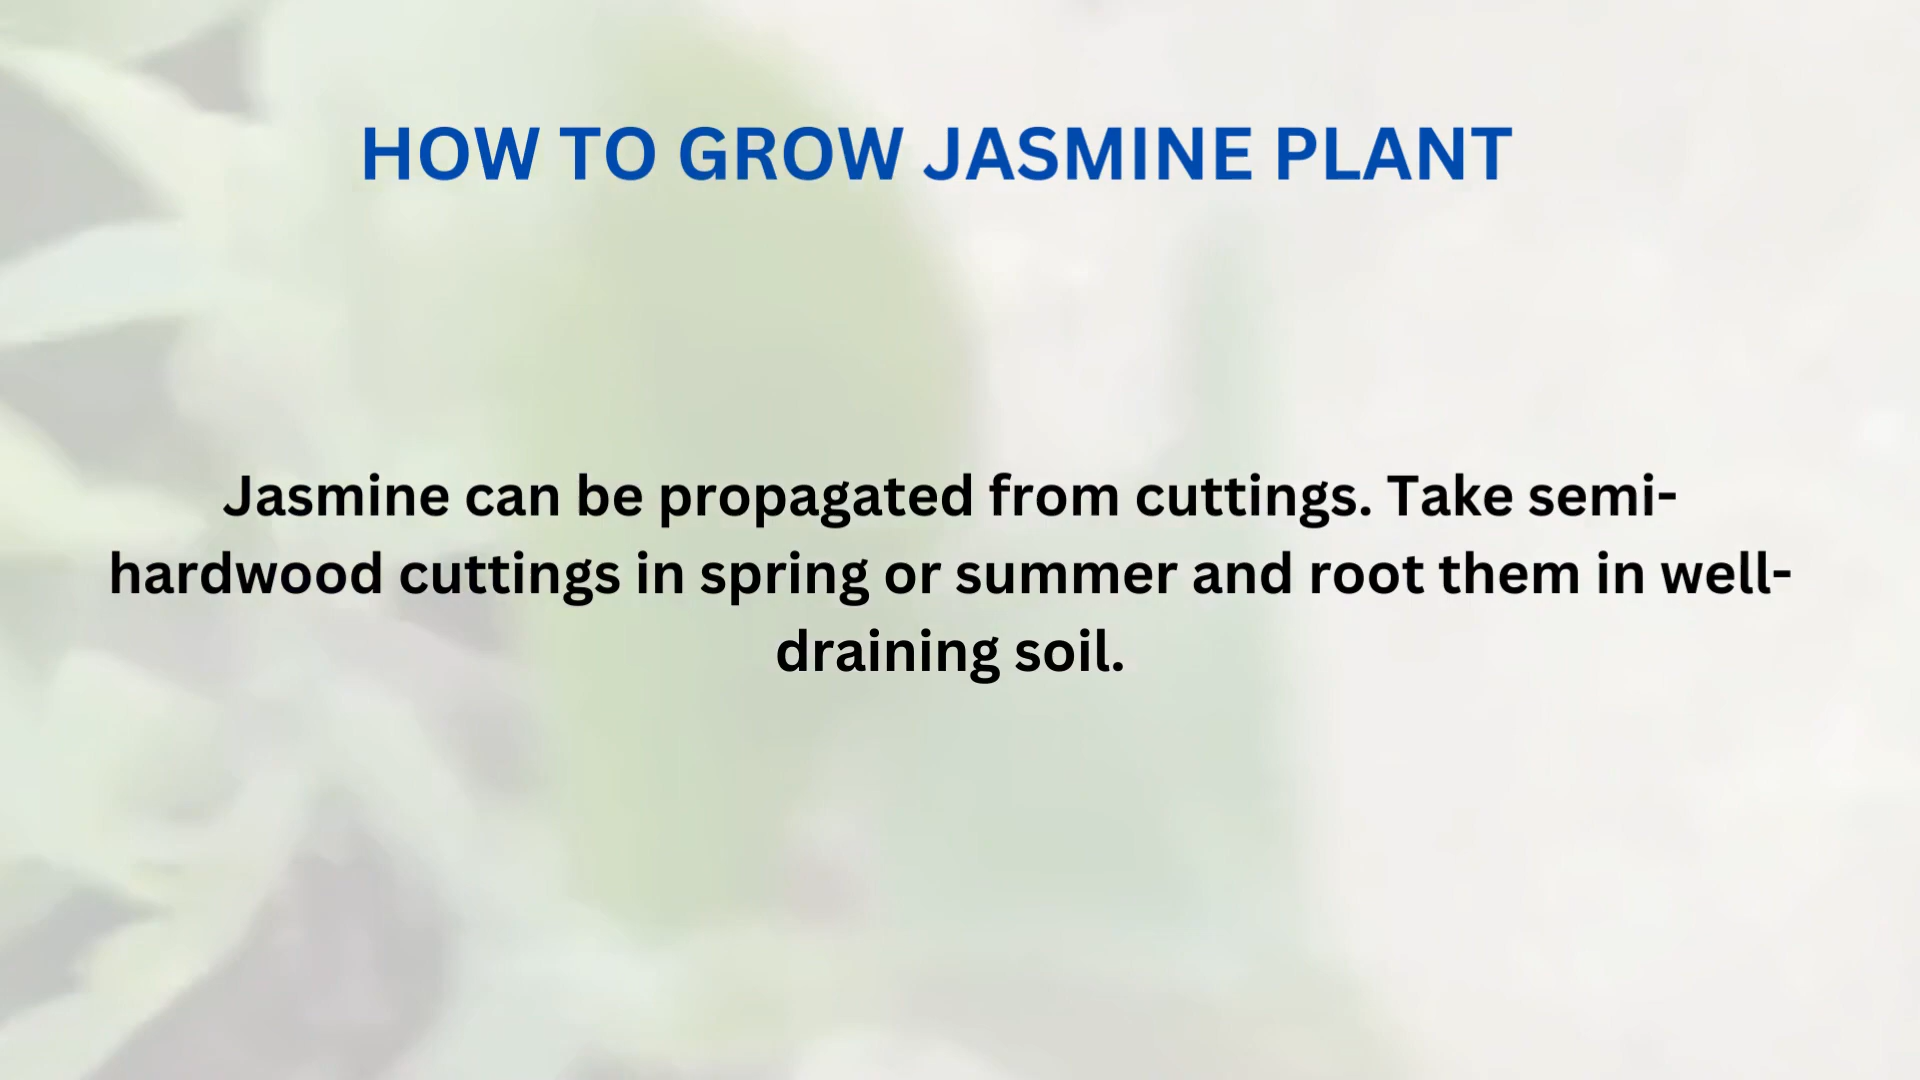 HOW TO GROW JASMINE PLANT
Jasmine can be propagated from cuttings. Take semi-
hardwood cuttings in spring or summer and root them in well-
draining soil.